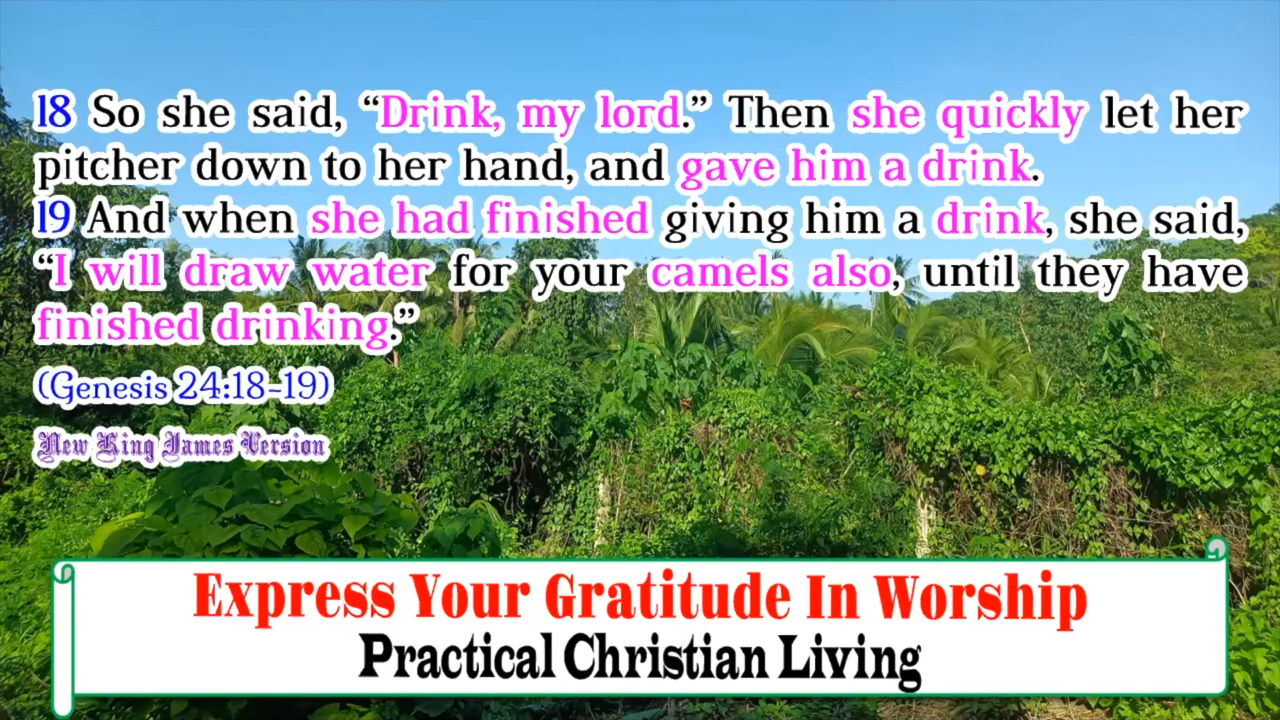 18 So she said, “Drink, my lord.” Then she quickly let her
pitcher down to her hand, and gave him a drink.
19 And when she had finished giving him a drink, she said,
“I will draw water for your camels also, until they have
finished drinking.”
(Genesis 24:18-19)
New King James Version
Express Your Gratitude In Worship
Practical Christian Living